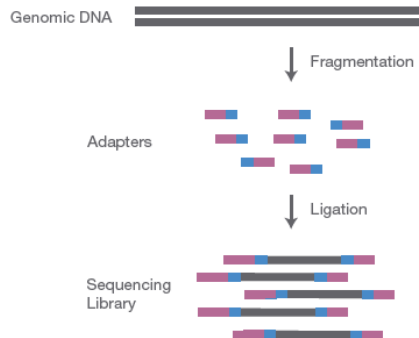 Genomic DNA
Fragmentation
Adapters
Ligation
Sequencing
Library